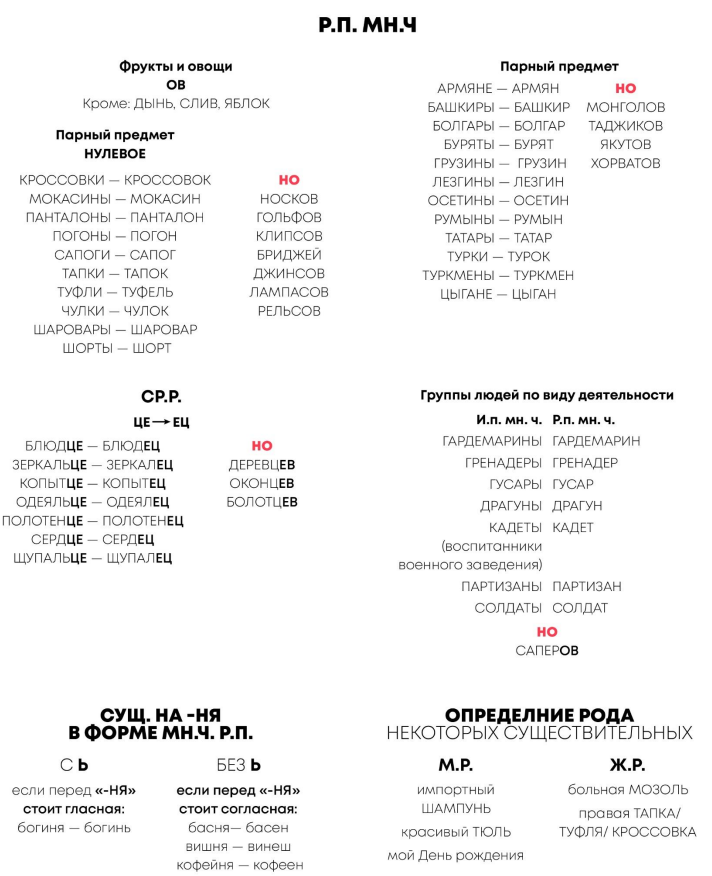 Р.П. МН.Ч
Фрукты и овощи
ОВ
Кроме: ДЫНЬ, СЛИВ, ЯБЛОК
Парный предмет
НУЛЕВОЕ
КРОССОВКИ — КРОССОВОК
МОКАСИНЫ — МОКАСИН
ПАНТАЛОНЫ — ПАНТАЛОН
ПОГОНЫ — ПОГОН
САПОГИ — САПОГ
ТАПКИ — ТАПОК
ТУФЛИ — ТУФЕЛЬ
ЧУЛКИ — ЧУЛОК
ШАРОВАРЫ — ШАРОВАР
ШОРТЫ — ШОРТ
НО
НОСКОВ
ГОЛЬФОВ
КЛИПСОВ
БРИДЖЕЙ
ДЖИНСОВ
ЛАМПАСОВ
РЕЛЬСОВ
Парный предмет
АРМЯНЕ — АРМЯН
БАШКИРЫ — БАШКИР
БОЛГАРЫ — БОЛГАР
БУРЯТЫ — БУРЯТ
ГРУЗИНЫ — ГРУЗИН
ЛЕЗГИНЫ — ЛЕЗГИН
ОСЕТИНЫ — ОСЕТИН
РУМЫНЫ — РУМЫН
ТАТАРЫ — ТАТАР
ТУРКИ — ТУРОК
ТУРКМЕНЫ — ТУРКМЕН
ЦЫГАНЕ — ЦЫГАН
НО
МОНГОЛОВ
ТАДЖИКОВ
ЯКУТОВ
ХОРВАТОВ
СР.Р.
ЦЕ→ЕЦ
БЛЮДЦЕ — БЛЮДЕЦ
ЗЕРКАЛЬЦЕ — ЗЕРКАЛЕЦ
КОПЫТЦЕ — КОПЫТЕЦ
ОДЕЯЛЬЦЕ — ОДЕЯЛЕЦ
ПОЛОТЕНЦЕ — ПОЛОТЕНЕЦ
СЕРДЦЕ — СЕРДЕЦ
ЩУПАЛЬЦЕ — ЩУПАЛЕЦ
НО
ДЕРЕВЦЕВ
ОКОНЦЕВ
БОЛОТЦЕВ
Группы людей по виду деятельности
И.п. мн. ч. Р.п. мн. ч.
ГАРДЕМАРИНЫ ГАРДЕМАРИН
ГРЕНАДЕРЫ ГРЕНАДЕР
ГУСАРЫ ГУСАР
ДРАГУНЫ ДРАГУН
КАДЕТЫ КАДЕТ
(воспитанники
военного заведения)
ПАРТИЗАНЫ ПАРТИЗАН
СОЛДАТЫ СОЛДАТ
НО
САПЕРОВ
СУЩ. НА -НЯ
В ФОРМЕ МН.Ч. Р.П.
С Ь
если перед «-НЯ»
стоит гласная:
богиня — богинь
БЕЗ Ь
если перед «-НЯ»
стоит согласная:
басня— басен
вишня — винеш
кофейня — кофеен
ОПРЕДЕЛНИЕ РОДА
НЕКОТОРЫХ СУЩЕСТВИТЕЛЬНЫХ
М.Р.
импортный
ШАМПУНЬ
красивый ТЮЛЬ
мой День рождения
Ж.Р.
больная МОЗОЛЬ
правая ТАПКА/
ТУФЛЯ/ КРОССОВКА